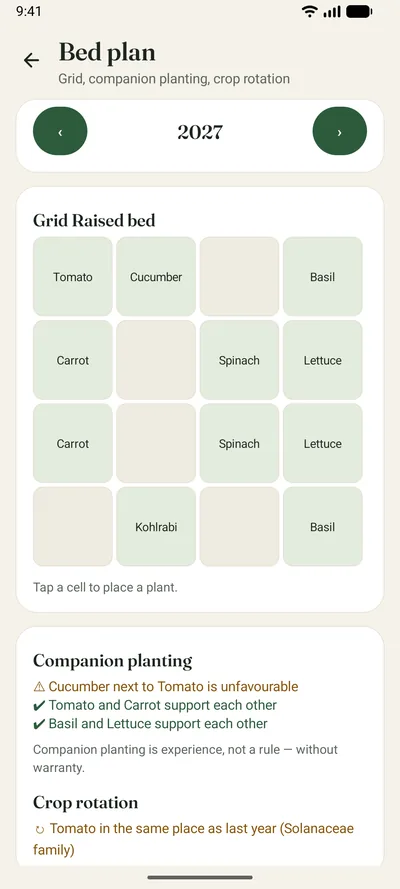 9:41
Bed plan
Grid, companion planting, crop rotation
‹ 2027 ›
Grid Raised bed
Tomato Cucumber Basil
Carrot Spinach Lettuce
Carrot Spinach Lettuce
Kohlrabi Basil
Tap a cell to place a plant.
Companion planting
⚠ Cucumber next to Tomato is unfavourable
✔ Tomato and Carrot support each other
✔ Basil and Lettuce support each other
Companion planting is experience, not a rule — without
warranty.
Crop rotation
↻ Tomato in the same place as last year (Solanaceae
family)